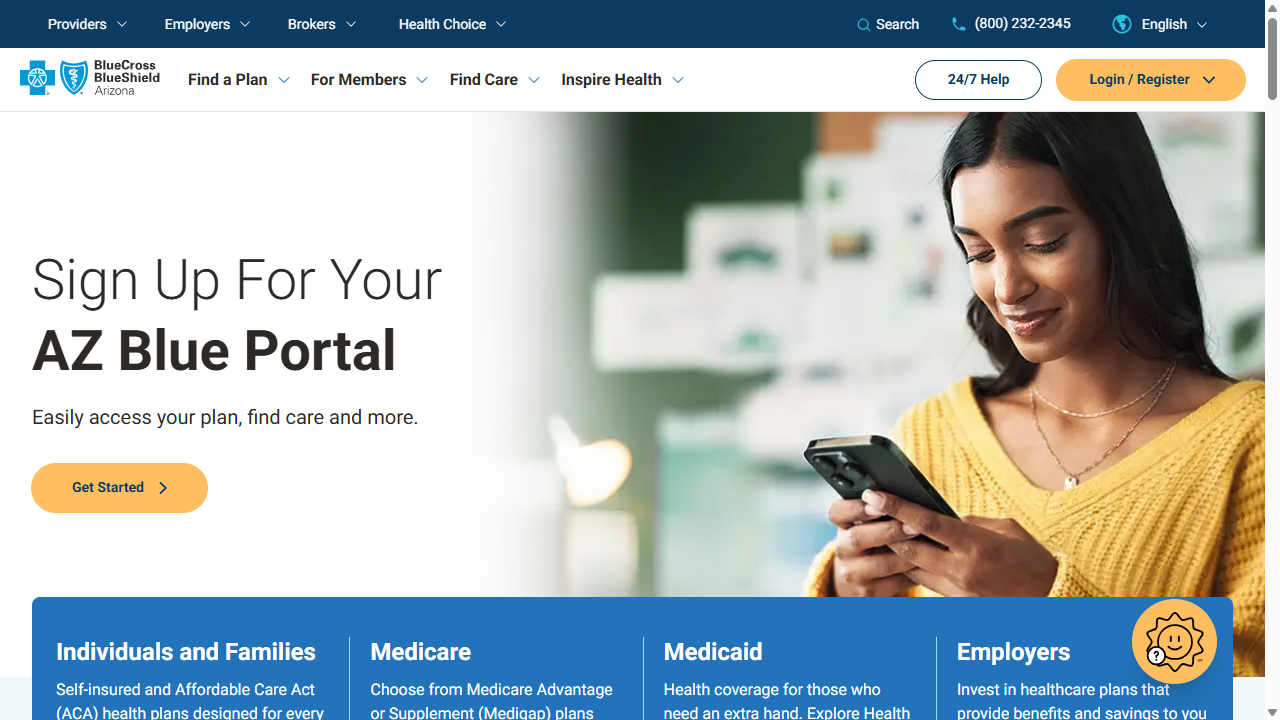 Providers
Employers
Brokers
Health Choice
Search
(800) 232-2345
English
BlueCross
BlueShield
Arizona
Find a Plan
For Members
Find Care
Inspire Health
24/7 Help
Login / Register
Sign Up For Your
AZ Blue Portal
Easily access your plan, find care and more.
Get Started
Individuals and Families
Self-insured and Affordable Care Act
(ACA) health plans designed for every
Medicare
Choose from Medicare Advantage
or Supplement (Medigap) plans
Medicaid
Health coverage for those who
need an extra hand. Explore Health
Employers
Invest in healthcare plans that
provide benefits and savings to you
?